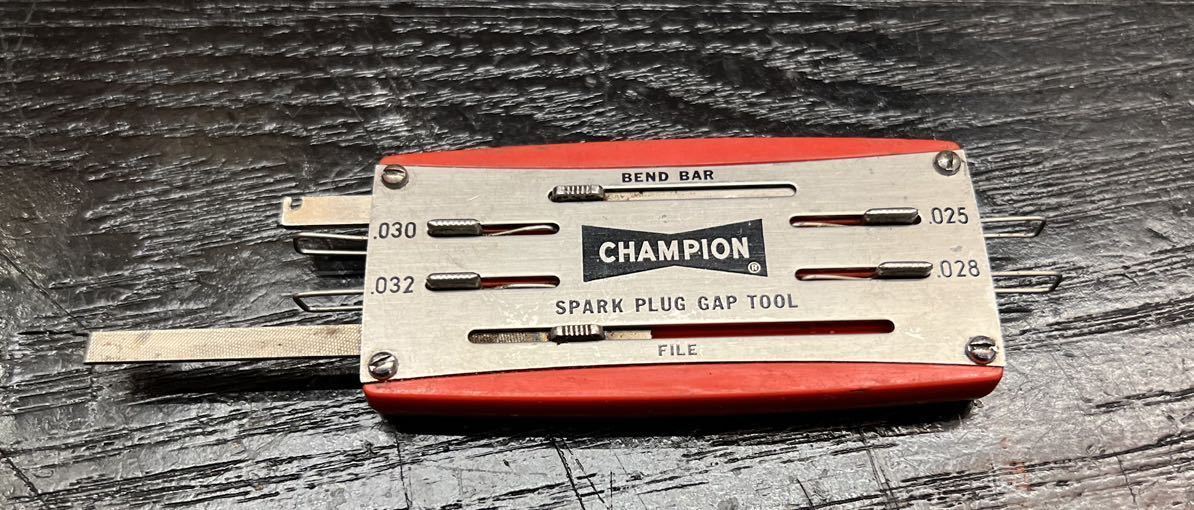 BEND BAR
.030
.025
CHAMPION
®
.032
.028
SPARK PLUG GAP TOOL
FILE